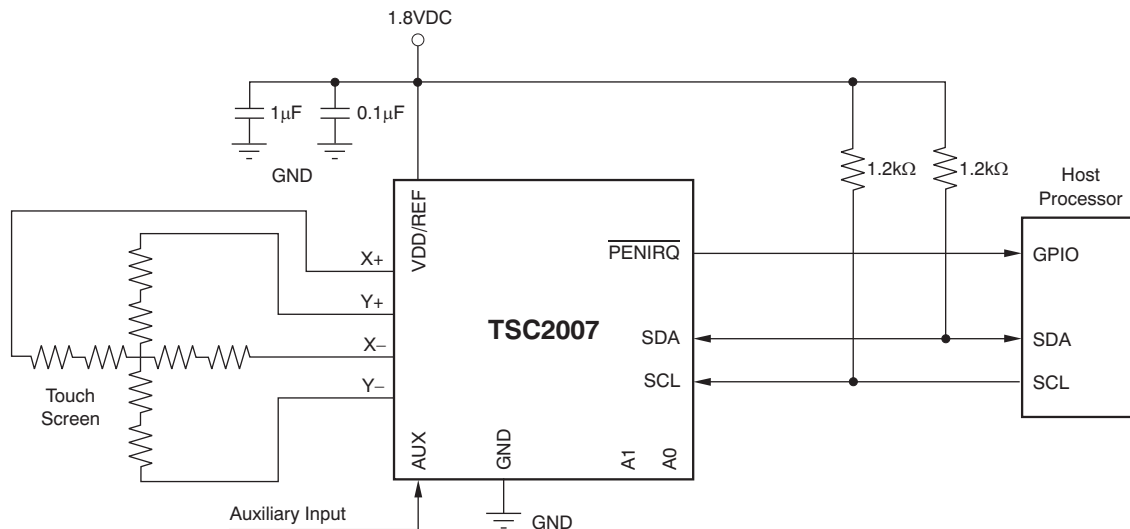 1.8VDC
1μF
0.1μF
GND
1.2kΩ
1.2kΩ
Host
Processor
VDD/REF
PENIRQ
GPIO
X+
Y+
TSC2007
X−
SDA
SDA
Y−
SCL
SCL
Touch
Screen
AUX
GND
A1
A0
Auxiliary Input
GND